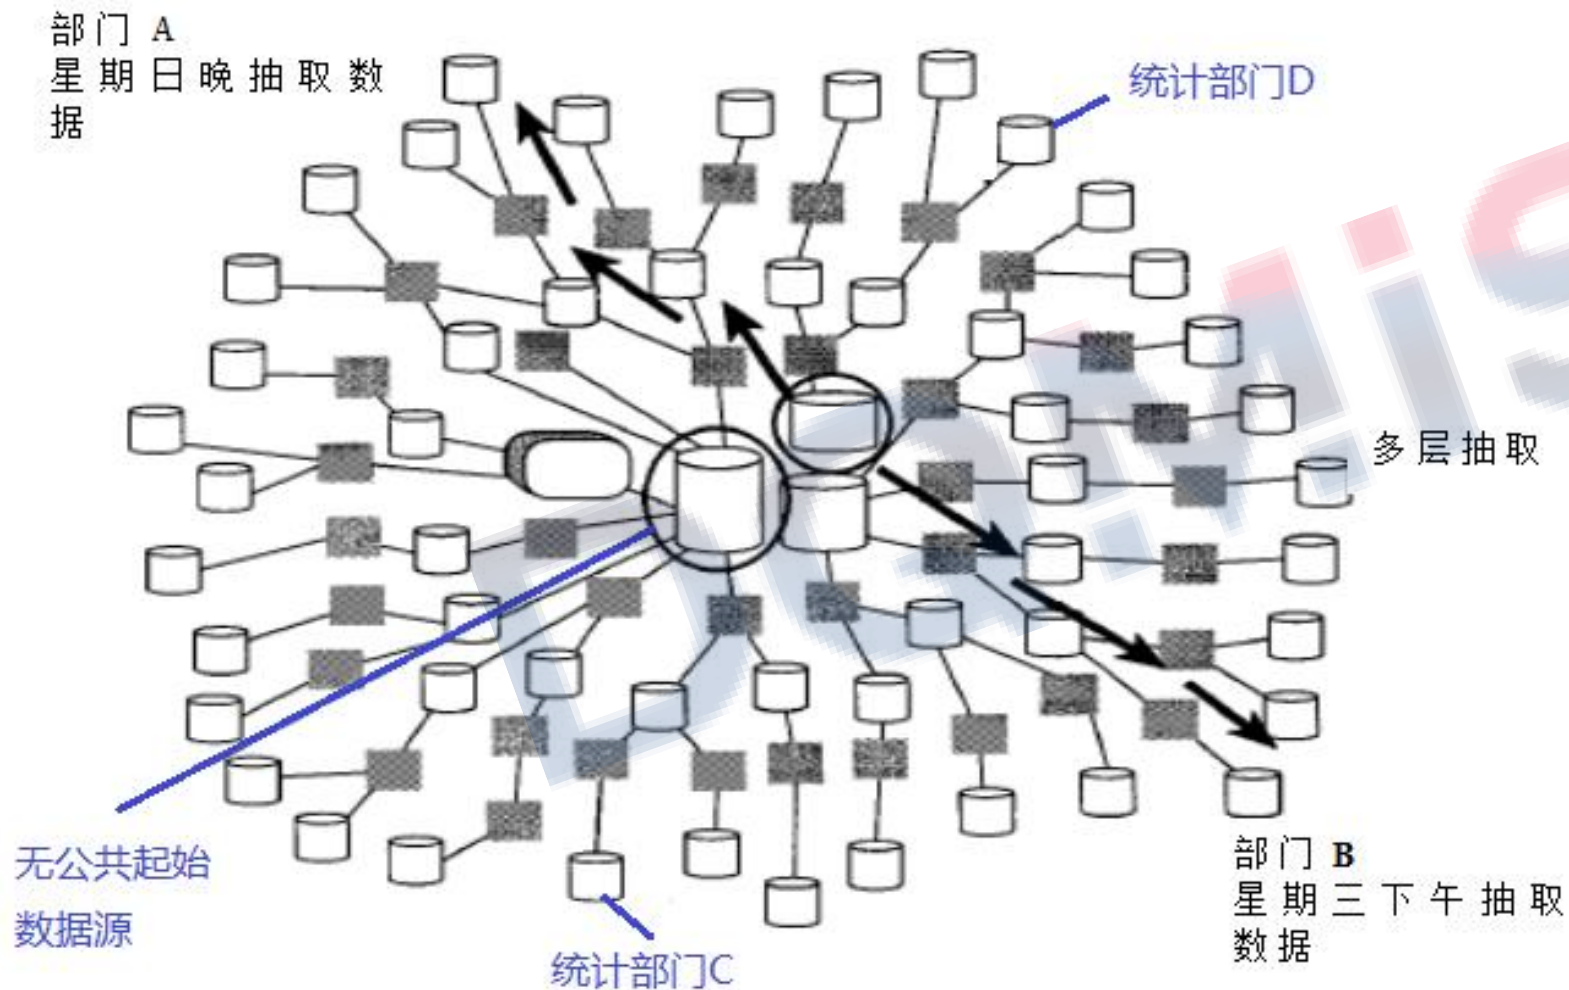 部门 A
星期日晚抽取数
据
统计部门D
多层抽取
无公共起始
数据源
部门 B
星期三下午抽取
数据
统计部门C